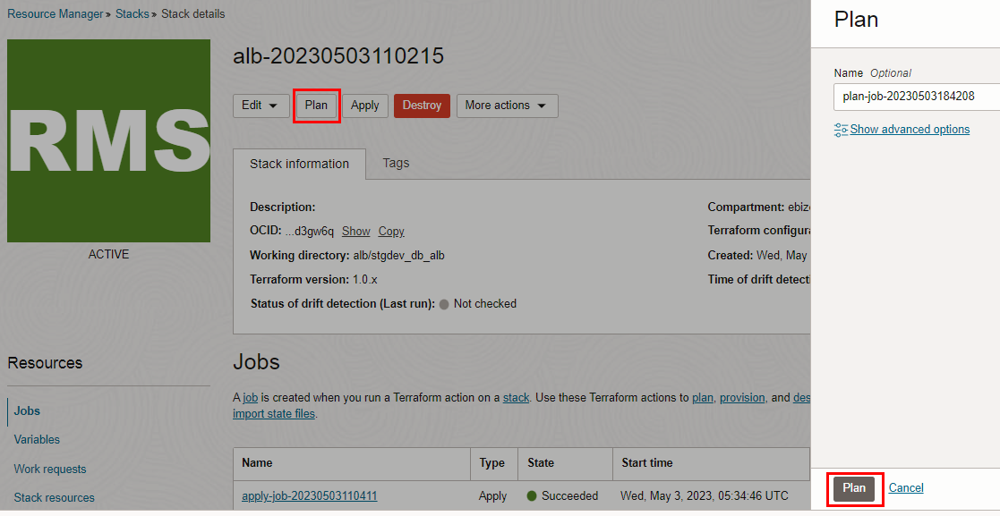 Resource Manager » Stacks » Stack details
RMS
ACTIVE
alb-20230503110215
Edit Plan Apply Destroy More actions
Stack information Tags
Description:
OCID: ...d3gw6q Show Copy
Working directory: alb/stgdev_db_alb
Terraform version: 1.0.x
Status of drift detection (Last run): Not checked
Compartment: ebiz
Terraform configura
Created: Wed, May
Time of drift detecti
Resources
Jobs
Variables
Work requests
Stack resources
Jobs
A job is created when you run a Terraform action on a stack. Use these Terraform actions to plan, provision, and des
import state files.
Name Type State Start time
apply-job-20230503110411 Apply Succeeded Wed, May 3, 2023, 05:34:46 UTC
Plan
Name Optional
plan-job-20230503184208
Show advanced options
Plan Cancel